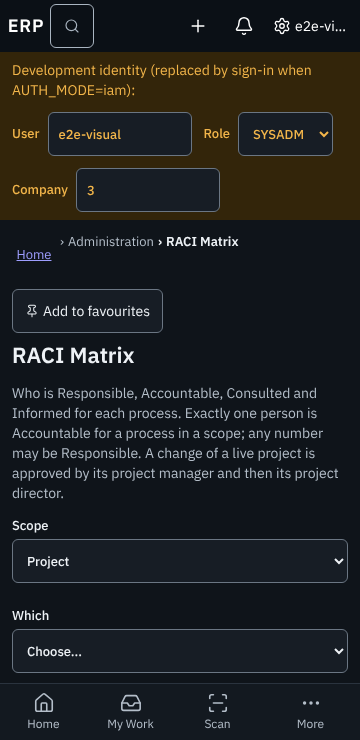 ERP
e2e-vi...
Development identity (replaced by sign-in when
AUTH_MODE=iam):
User e2e-visual Role SYSADM
Company 3
Home › Administration › RACI Matrix
Add to favourites
RACI Matrix
Who is Responsible, Accountable, Consulted and
Informed for each process. Exactly one person is
Accountable for a process in a scope; any number
may be Responsible. A change of a live project is
approved by its project manager and then its project
director.
Scope
Project
Which
Choose...
Home My Work Scan More